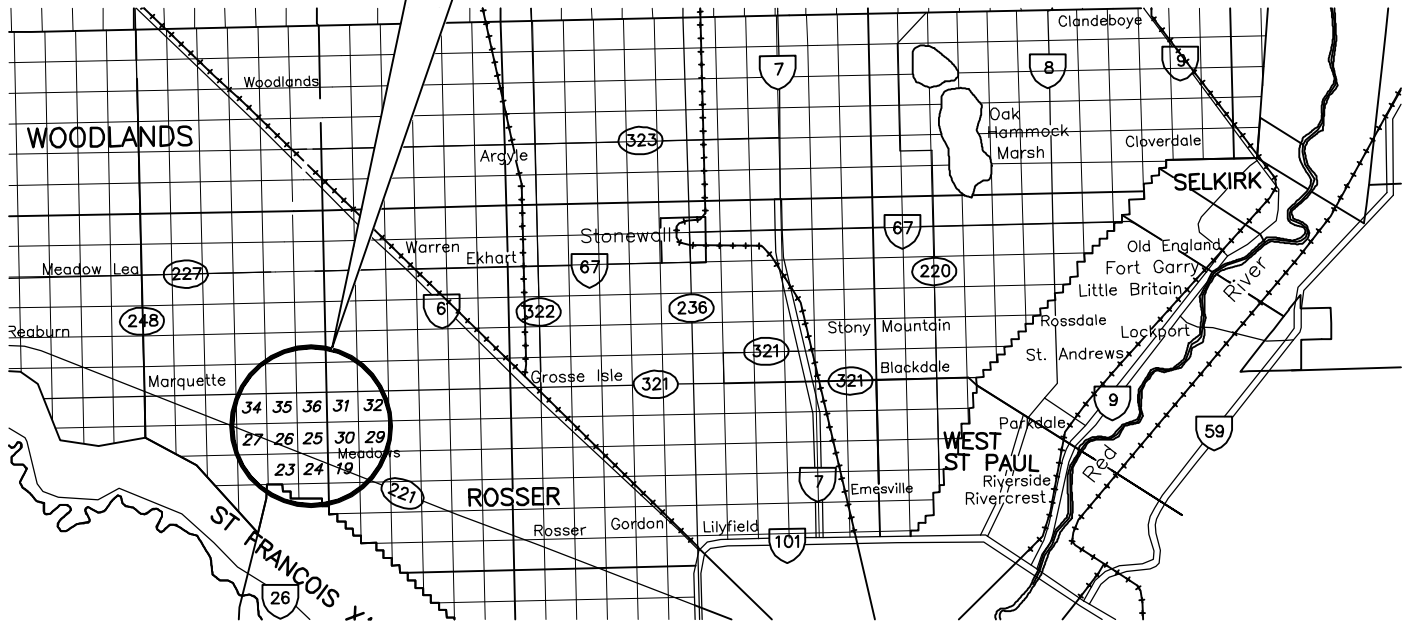 Clandeboye
7
8
9
Woodlands
WOODLANDS
323
Argyle
Oak
Hammock
Marsh
Cloverdale
SELKIRK
Stonewall
67
67
Warren
Ekhart
Meadow Lea
227
220
Old England
Fort Garry
Little Britain
River
248
6
322
236
Reaburn
Stony Mountain
Rossdale
Lockport
321
St. Andrews
Marquette
Grosse Isle
321
321
Blackdale
34 35 36 31 32
9
27 26 25 30 29
Meadows
23 24 19
Parkdale
59
WEST
ST PAUL
Red
Riverside
Rivercrest
221
ROSSER
7
Emesville
Rosser
Gordon
Lilyfield
101
ST FRANCOIS
26